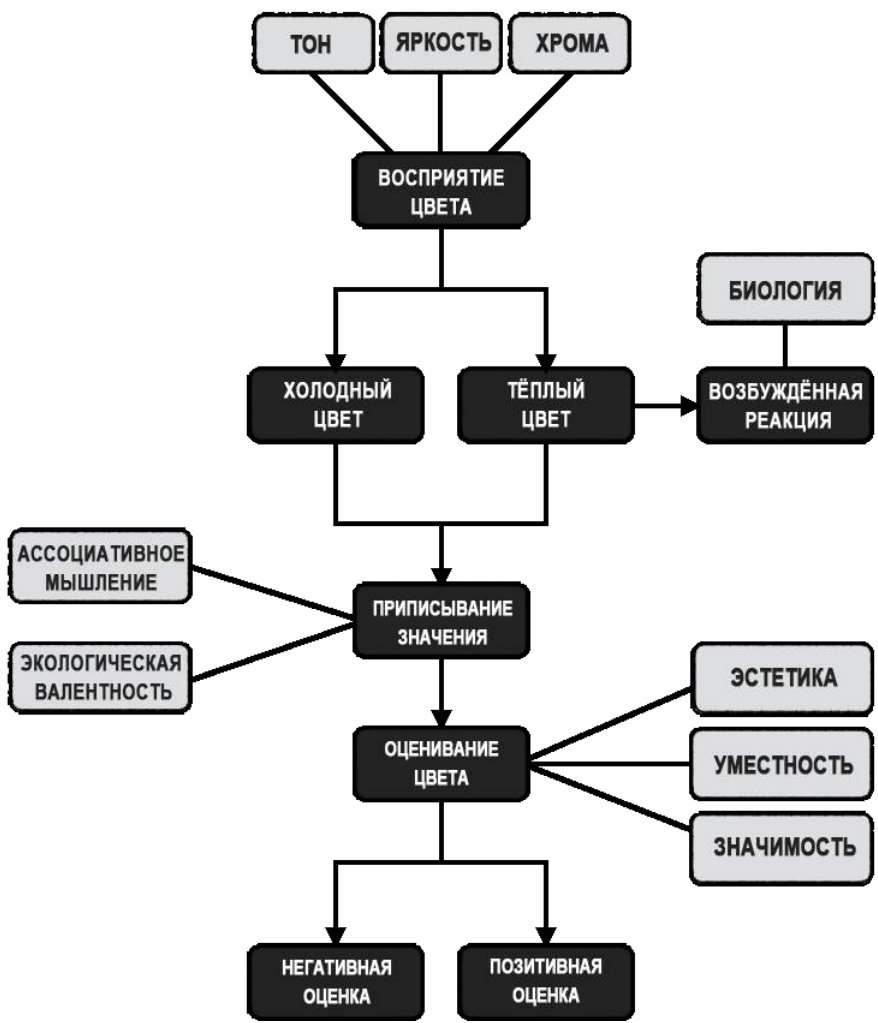 ТОН
ЯРКОСТЬ
ХРОМА
ВОСПРИЯТИЕ
ЦВЕТА
БИОЛОГИЯ
ХОЛОДНЫЙ
ЦВЕТ
ТЁПЛЫЙ
ЦВЕТ
ВОЗБУЖДЁННАЯ
РЕАКЦИЯ
АССОЦИАТИВНОЕ
МЫШЛЕНИЕ
ПРИПИСЫВАНИЕ
ЗНАЧЕНИЯ
ЭКОЛОГИЧЕСКАЯ
ВАЛЕНТНОСТЬ
ЭСТЕТИКА
ОЦЕНИВАНИЕ
ЦВЕТА
УМЕСТНОСТЬ
ЗНАЧИМОСТЬ
НЕГАТИВНАЯ
ОЦЕНКА
ПОЗИТИВНАЯ
ОЦЕНКА